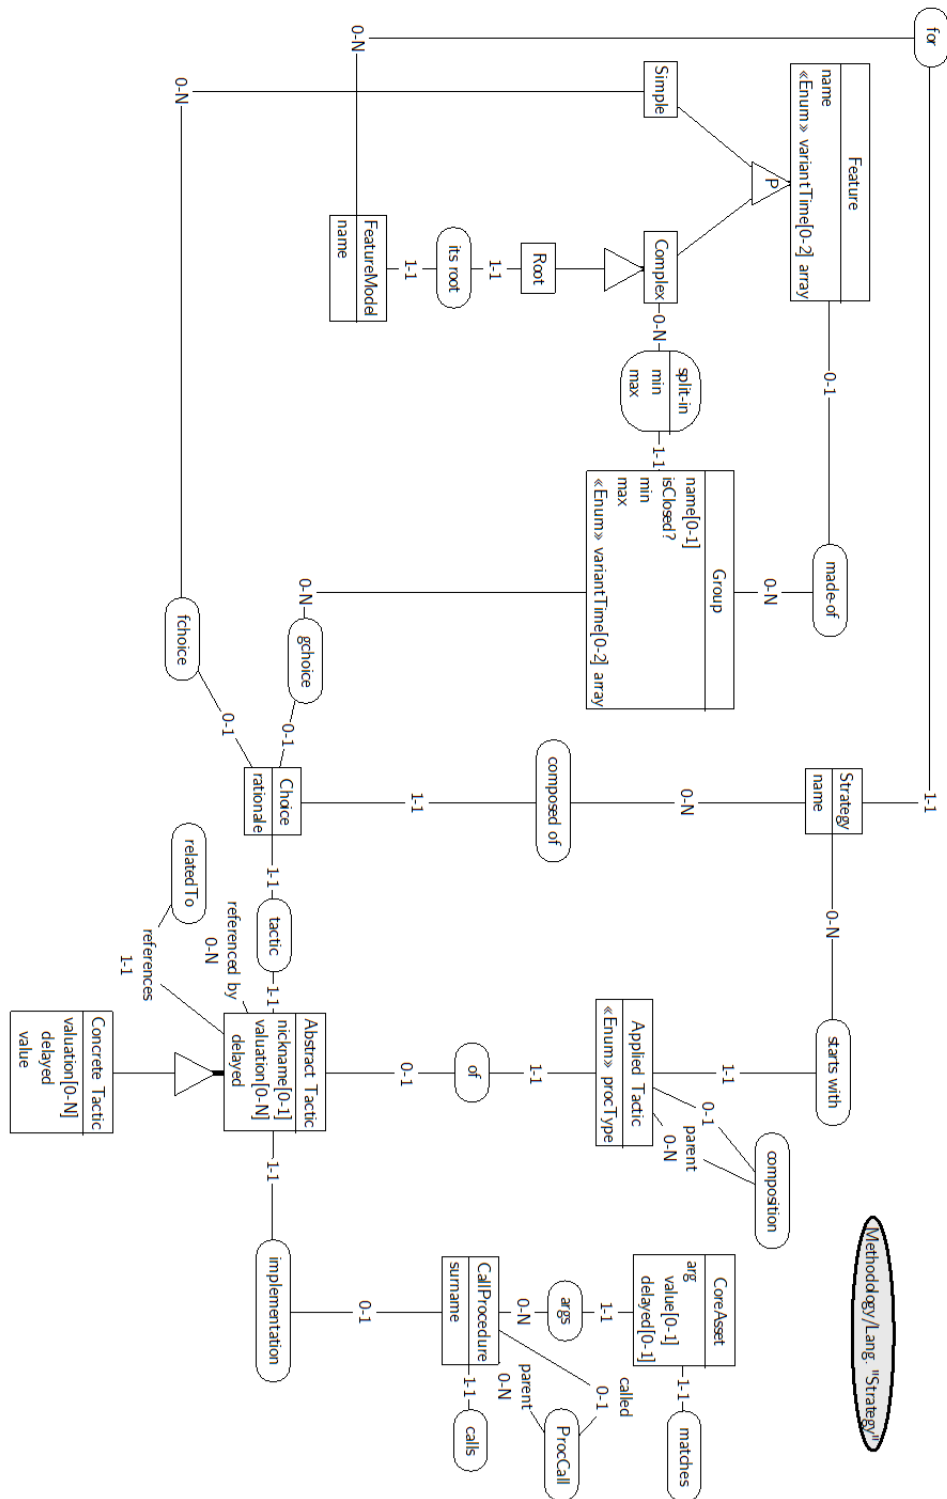 for
1-1
0-N
Feature
name
«Enum» variantTime[0-2] array
0-1
made-of
0-N
P
Simple
0-N
Complex
0-N
split-in
min
max
1-1
Group
name[0-1]
isClosed?
min
max
«Enum» variantTime[0-2] array
Root
1-1
its root
1-1
FeatureModel
name
0-N
gchoice
0-1
fchoice
0-1
Choice
rationale
1-1
composed of
0-N
Strategy
name
0-N
starts with
1-1
Applied Tactic
«Enum» procType
0-1
parent
0-N
composition
1-1
of
0-1
1-1
tactic
1-1
Abstract Tactic
nickname[0-1]
valuation[0-N]
delayed
referenced by
0-N
relatedTo
references
1-1
Concrete Tactic
valuation[0-N]
delayed
value
1-1
implementation
0-1
CallProcedure
surname
0-N
args
1-1
CoreAsset
arg
value[0-1]
delayed[0-1]
1-1
matches
called
0-1
parent
0-N
ProcCall
1-1
calls
Methodology/Lang. "Strategy"